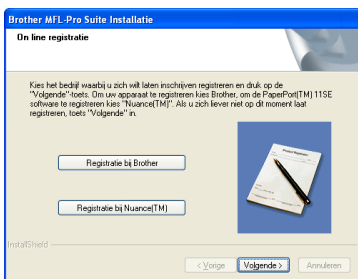 Brother MFL-Pro Suite Installatie
On line registratie
Kies het bedrijf waarbij u zich wilt laten inschrijven registreren en druk op de
"Volgende"-toets. Om uw apparaat te registreren kies Brother, om de PaperPort(TM) 11SE
software te registreren kies "Nuance(TM)". Als u zich liever niet op dit moment laat
registreren, toets "Volgende" in.
Registratie bij Brother
Registratie bij Nuance(TM)
InstallShield
< Vorige
Volgende >
Annuleren